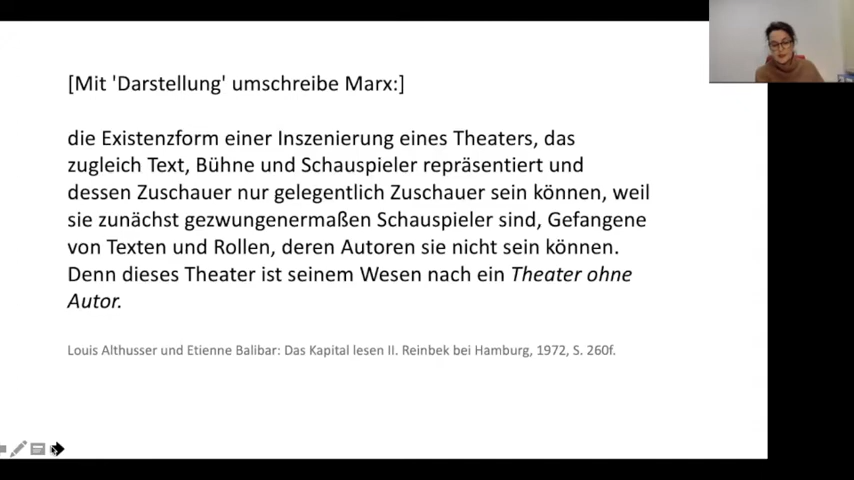 [Mit 'Darstellung' umschreibe Marx:]
die Existenzform einer Inszenierung eines Theaters, das
zugleich Text, Bühne und Schauspieler repräsentiert und
dessen Zuschauer nur gelegentlich Zuschauer sein können, weil
sie zunächst gezwungenermaßen Schauspieler sind, Gefangene
von Texten und Rollen, deren Autoren sie nicht sein können.
Denn dieses Theater ist seinem Wesen nach ein Theater ohne
Autor.
Louis Althusser und Etienne Balibar: Das Kapital lesen II. Reinbek bei Hamburg, 1972, S. 260f.